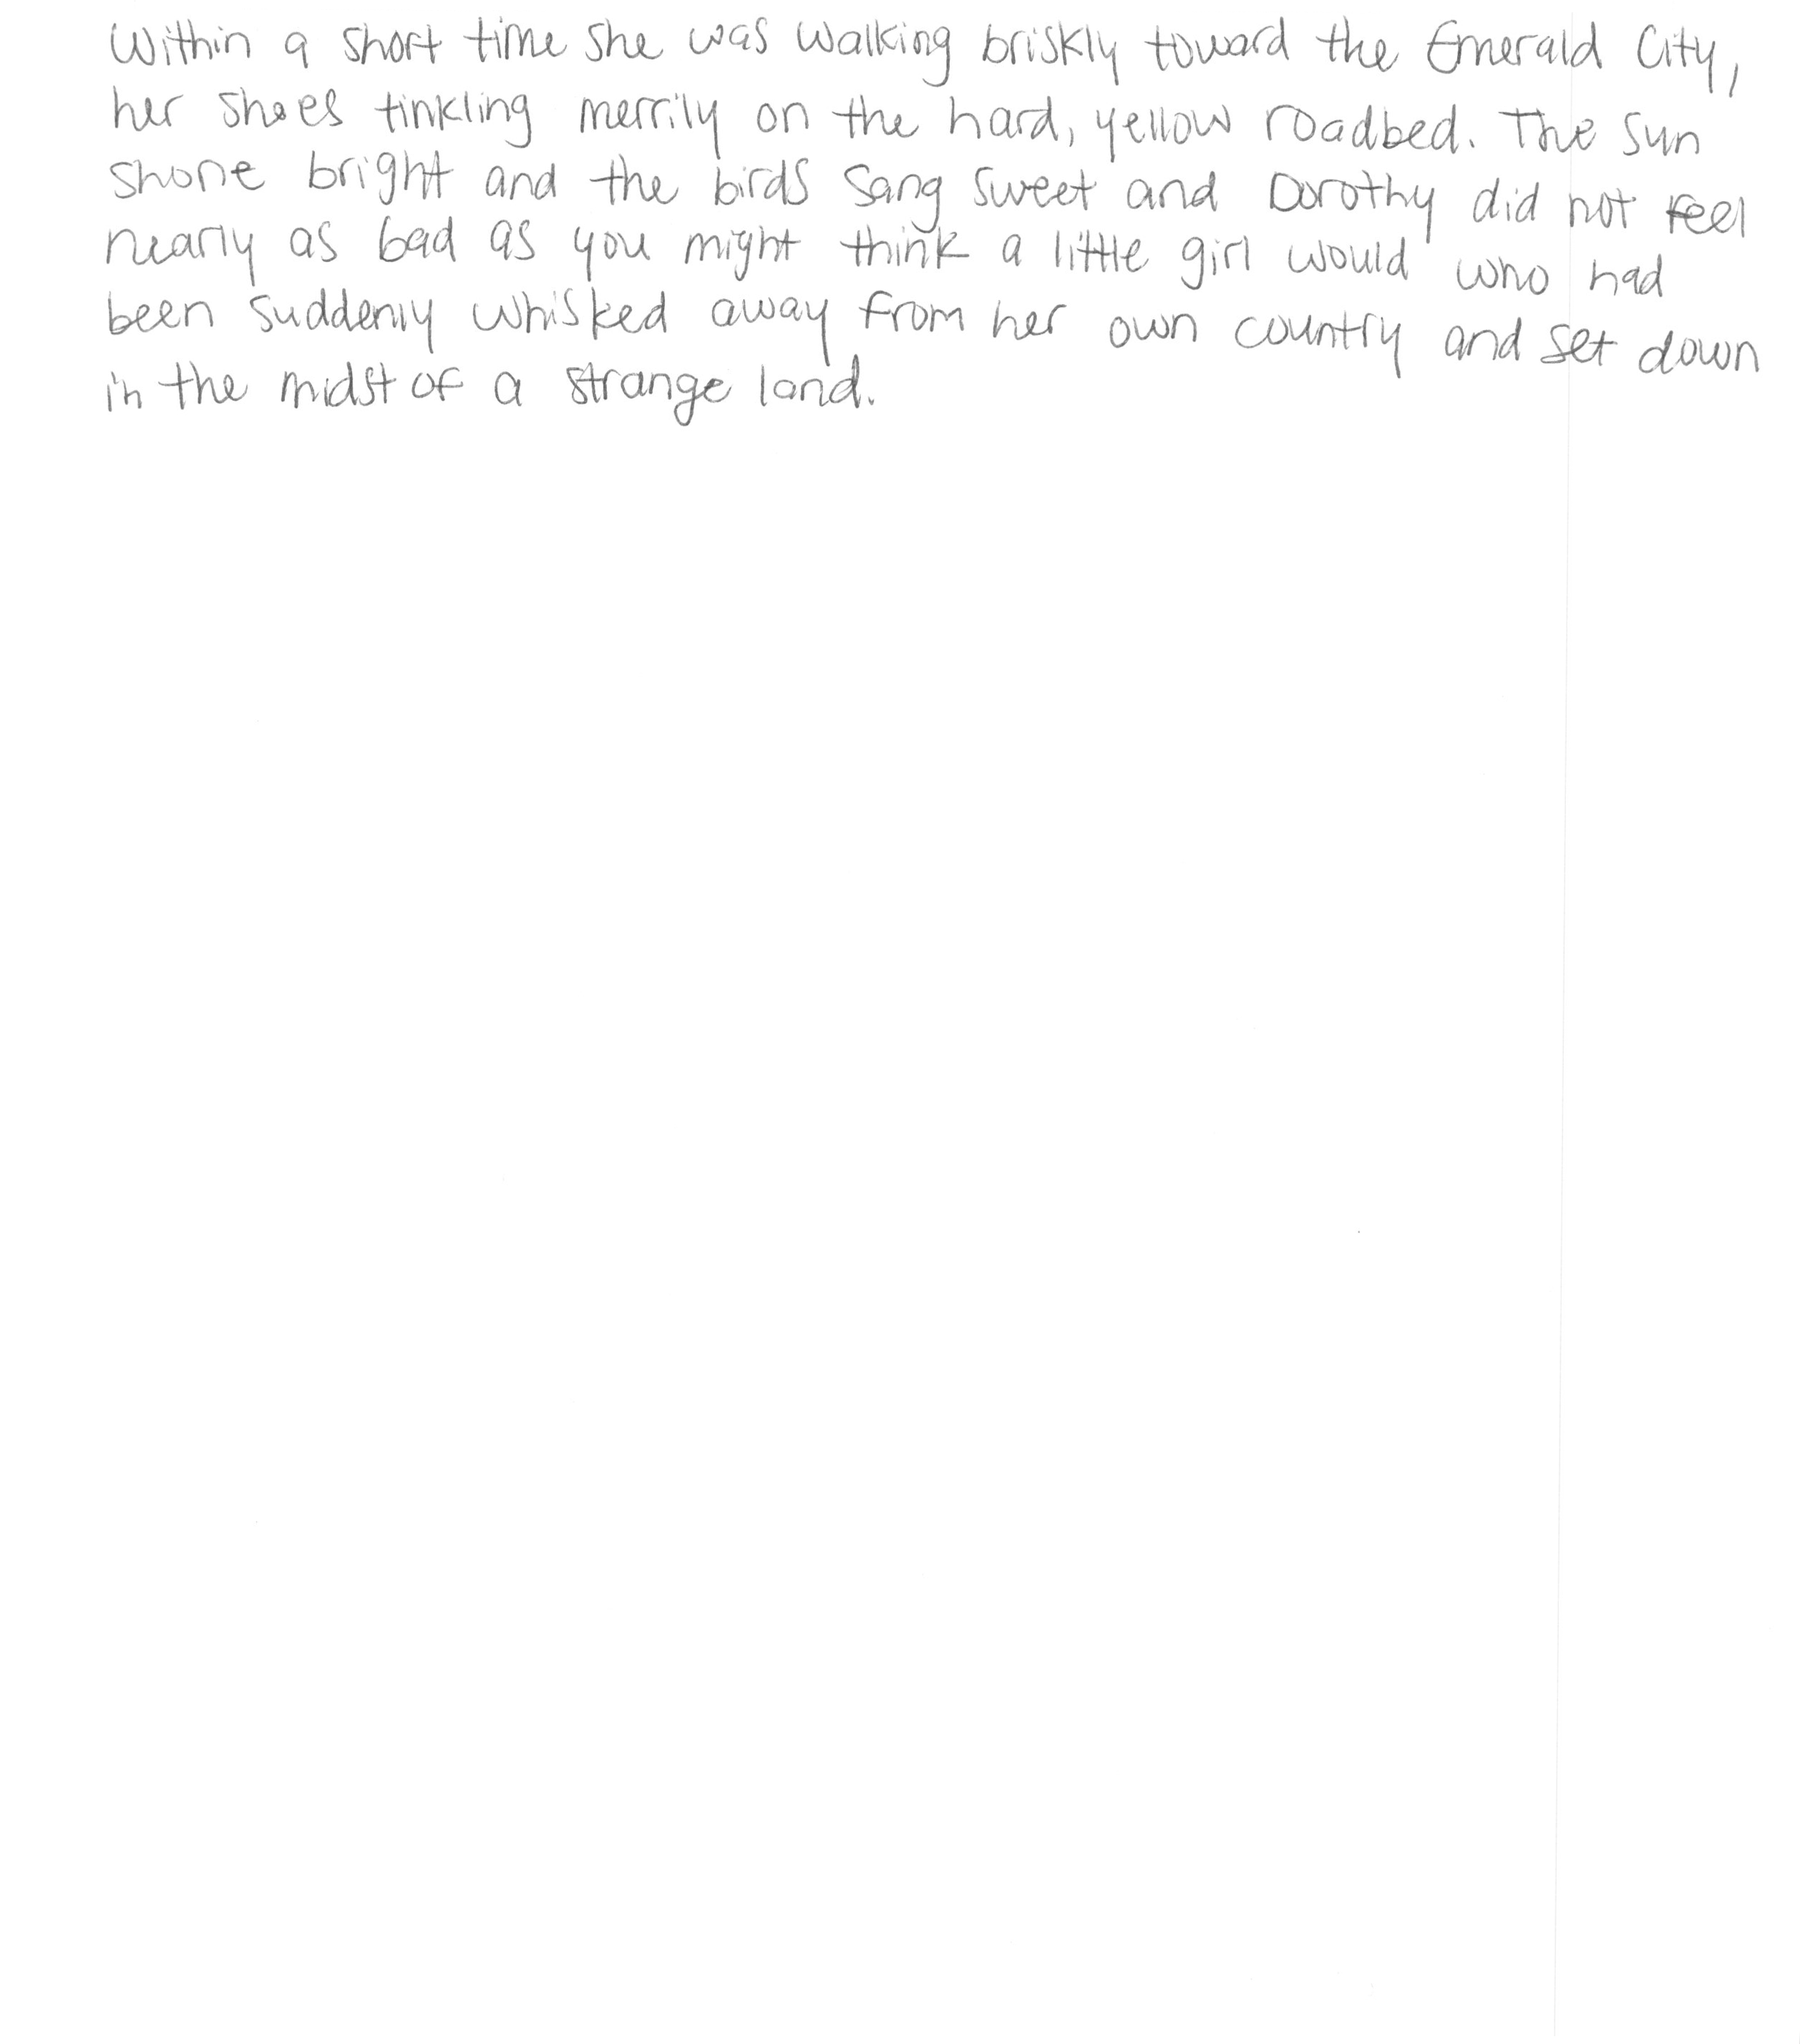 Within a short time she was walking briskly toward the Emerald City,
her shoes tinkling merrily on the hard, yellow roadbed. The sun
shone bright and the birds sang sweet and Dorothy did not feel
nearly as bad as you might think a little girl would who had
been suddenly whisked away from her own country and set down
in the midst of a strange land.